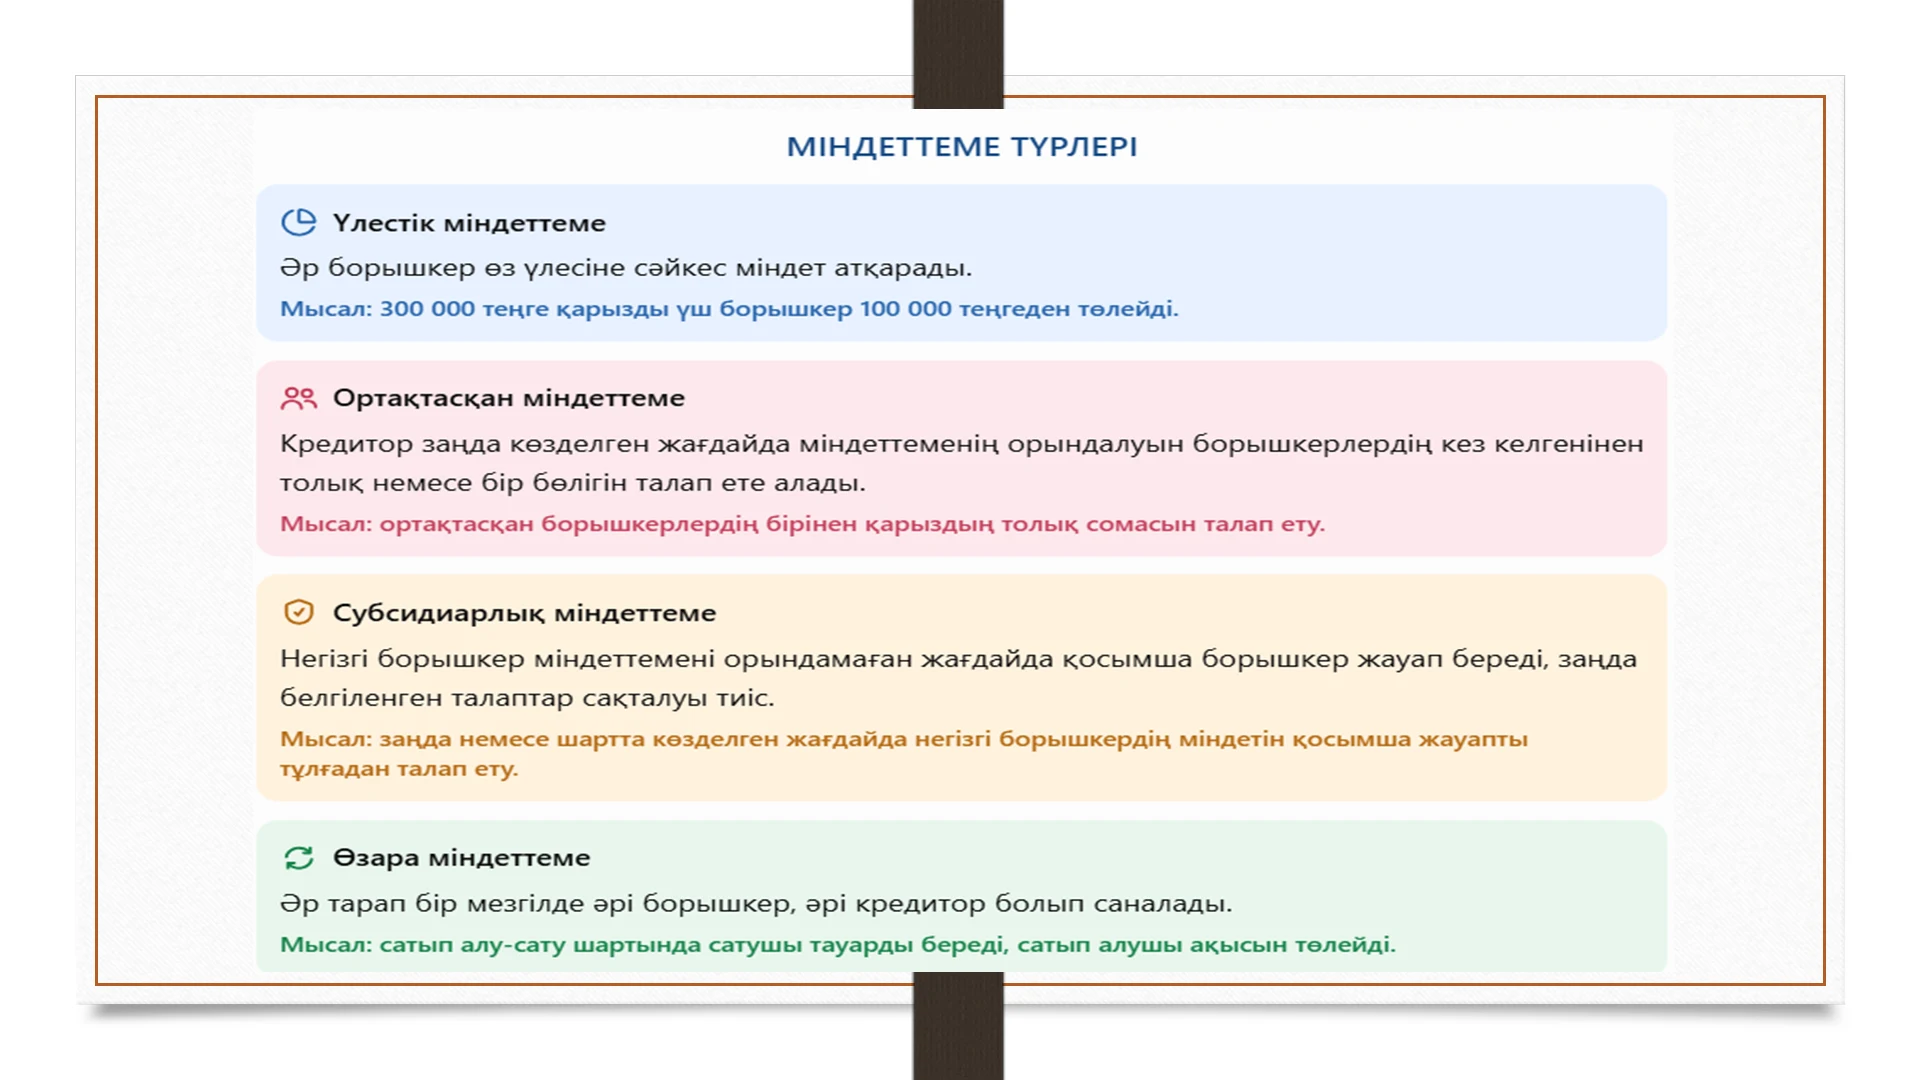 МІНДЕТТЕМЕ ТҮРЛЕРІ
Үлестік міндеттеме
Әр борышкер өз үлесіне сәйкес міндет атқарады.
Мысал: 300 000 теңге қарызды үш борышкер 100 000 теңгеден төлейді.
Ортақтасқан міндеттеме
Кредитор заңда көзделген жағдайда міндеттеменің орындалуын борышкерлердің кез келгенінен
толық немесе бір бөлігін талап ете алады.
Мысал: ортақтасқан борышкерлердің бірінен қарыздың толық сомасын талап ету.
Субсидиарлық міндеттеме
Негізгі борышкер міндеттемені орындамаған жағдайда қосымша борышкер жауап береді, заңда
белгіленген талаптар сақталуы тиіс.
Мысал: заңда немесе шартта көзделген жағдайда негізгі борышкердің міндетін қосымша жауапты
тұлғадан талап ету.
Өзара міндеттеме
Әр тарап бір мезгілде әрі борышкер, әрі кредитор болып саналады.
Мысал: сатып алу-сату шартында сатушы тауарды береді, сатып алушы ақысын төлейді.